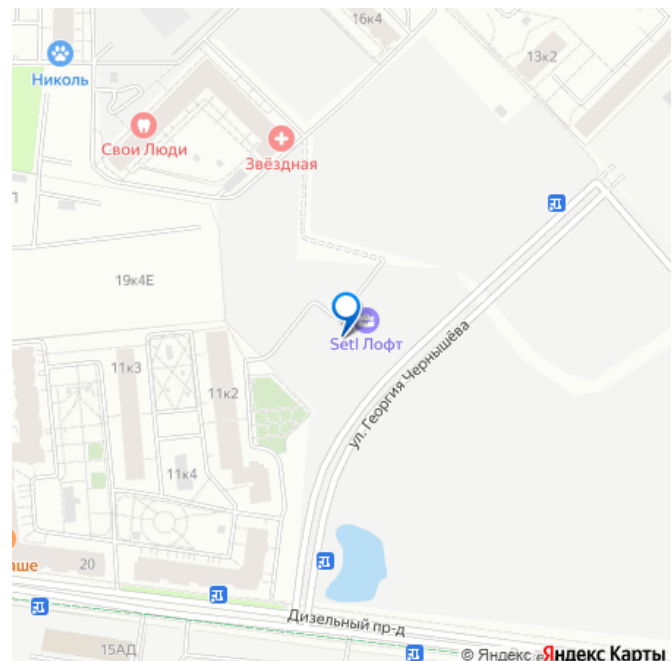 16к4
13к2
Николь
Свои Люди
Звёздная
19к4Е
Setl Лофт
ул. Георгия Чернышёва
11к3
11к2
11к4
20
Дизельный пр-д
15АД
© Яндекс
Яндекс Карты